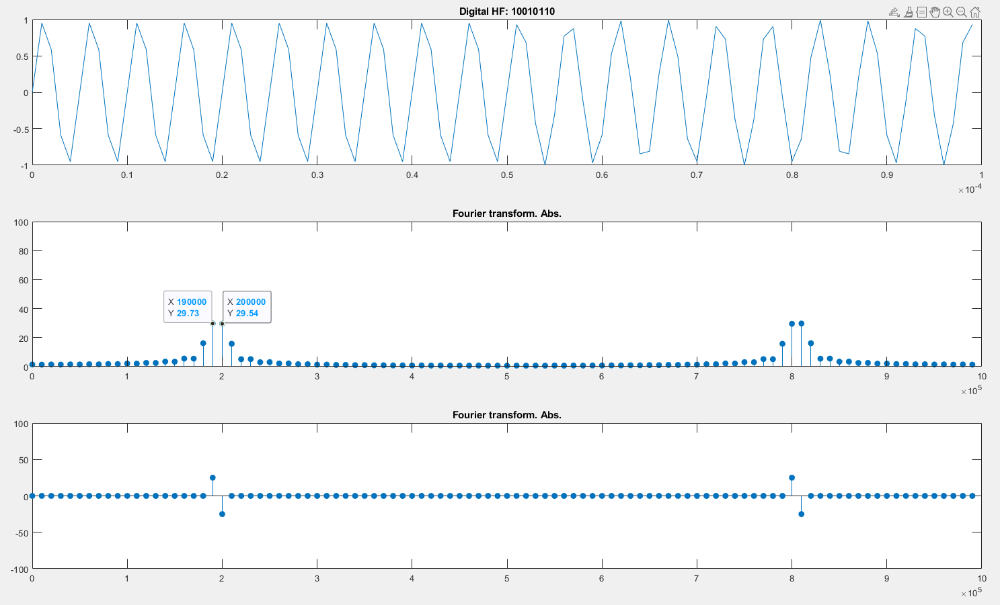 Digital HF: 10010110
1
0.5
0
-0.5
-1
0 0.1 0.2 0.3 0.4 0.5 0.6 0.7 0.8 0.9 1
×10-4
Fourier transform. Abs.
100
80
60
40
20
0
X 190000
Y 29.73
X 200000
Y 29.54
0 1 2 3 4 5 6 7 8 9 10
×105
Fourier transform. Abs.
100
50
0
-50
-100
0 1 2 3 4 5 6 7 8 9 10
×105